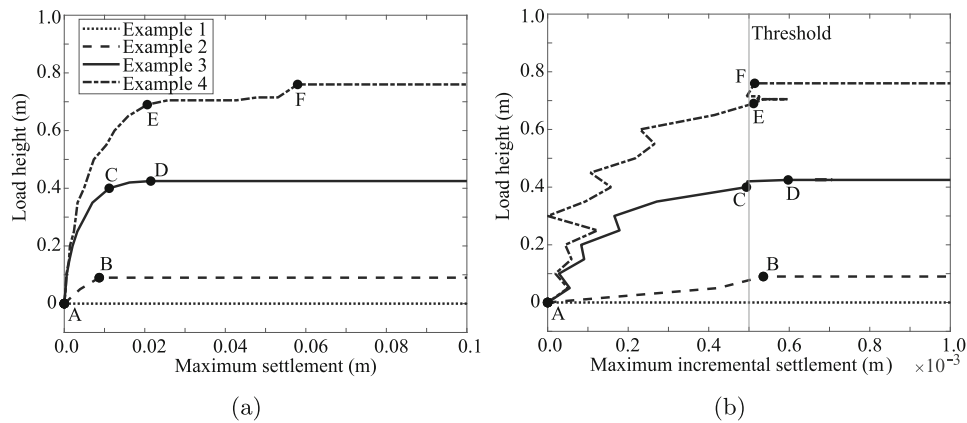 1.0
0.8
0.6
0.4
0.2
0
Load height (m)
Example 1
Example 2
Example 3
Example 4
A
B
C
D
E
F
0.0
0.02
0.04
0.06
0.08
0.1
Maximum settlement (m)
(a)
1.0
0.8
0.6
0.4
0.2
0
Load height (m)
Threshold
F
E
C
D
B
A
0.0
0.2
0.4
0.6
0.8
1.0
Maximum incremental settlement (m)
×10⁻³
(b)